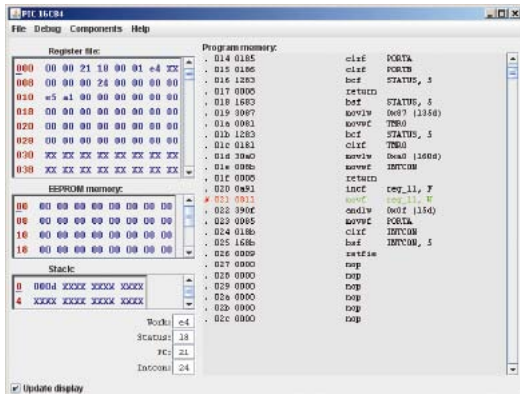 PIC 16C84
File Debug Components Help
Register file:
000 00 00 21 18 00 01 e4 XX
008 00 00 00 24 00 00 00 00
010 e5 a1 00 00 00 00 00 00
018 00 00 00 00 00 00 00 00
020 00 00 00 00 00 00 00 00
028 00 00 00 00 00 00 00 00
030 XX XX XX XX XX XX XX XX
038 XX XX XX XX XX XX XX XX
EEPROM memory:
00 00 00 00 00 00 00 00 00
08 00 00 00 00 00 00 00 00
10 00 00 00 00 00 00 00 00
18 00 00 00 00 00 00 00 00
Stack:
0 000d XXXX XXXX XXXX
4 XXXX XXXX XXXX XXXX
Work: e4
Status: 18
PC: 21
Intcon: 24
Update display
Program memory:
. 014 0185 clrf PORTA
. 015 0186 clrf PORTB
. 016 1283 bcf STATUS, 5
. 017 0008 return
. 018 1683 bsf STATUS, 5
. 019 3087 movlw 0x87 (135d)
. 01a 0081 movwf TMR0
. 01b 1283 bcf STATUS, 5
. 01c 0181 clrf TMR0
. 01d 30a0 movlw 0xa0 (160d)
. 01e 008b movwf INTCON
. 01f 0008 return
. 020 0a91 incf reg_11, F
021 0811 movf reg_11, W
. 022 390f andlw 0x0f (15d)
. 023 0085 movwf PORTA
. 024 018b clrf INTCON
. 025 168b bsf INTCON, 5
. 026 0009 retfie
. 027 0000 nop
. 028 0000 nop
. 029 0000 nop
. 02a 0000 nop
. 02b 0000 nop
. 02c 0000 nop